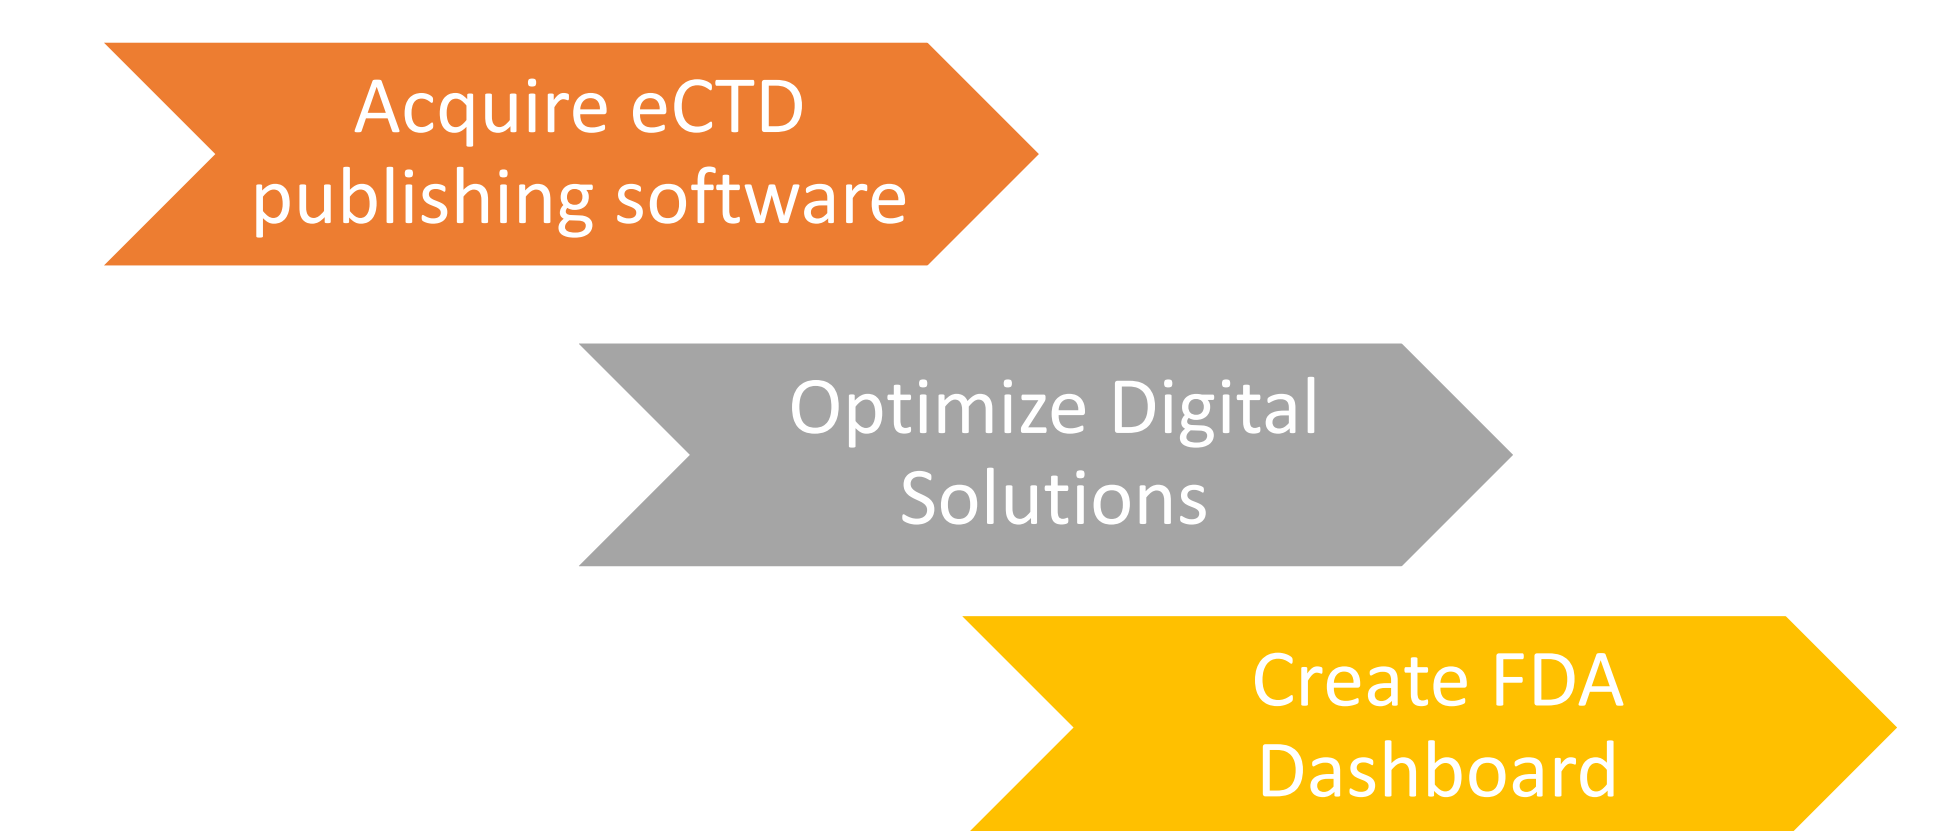 Acquire eCTD
publishing software
Optimize Digital
Solutions
Create FDA
Dashboard